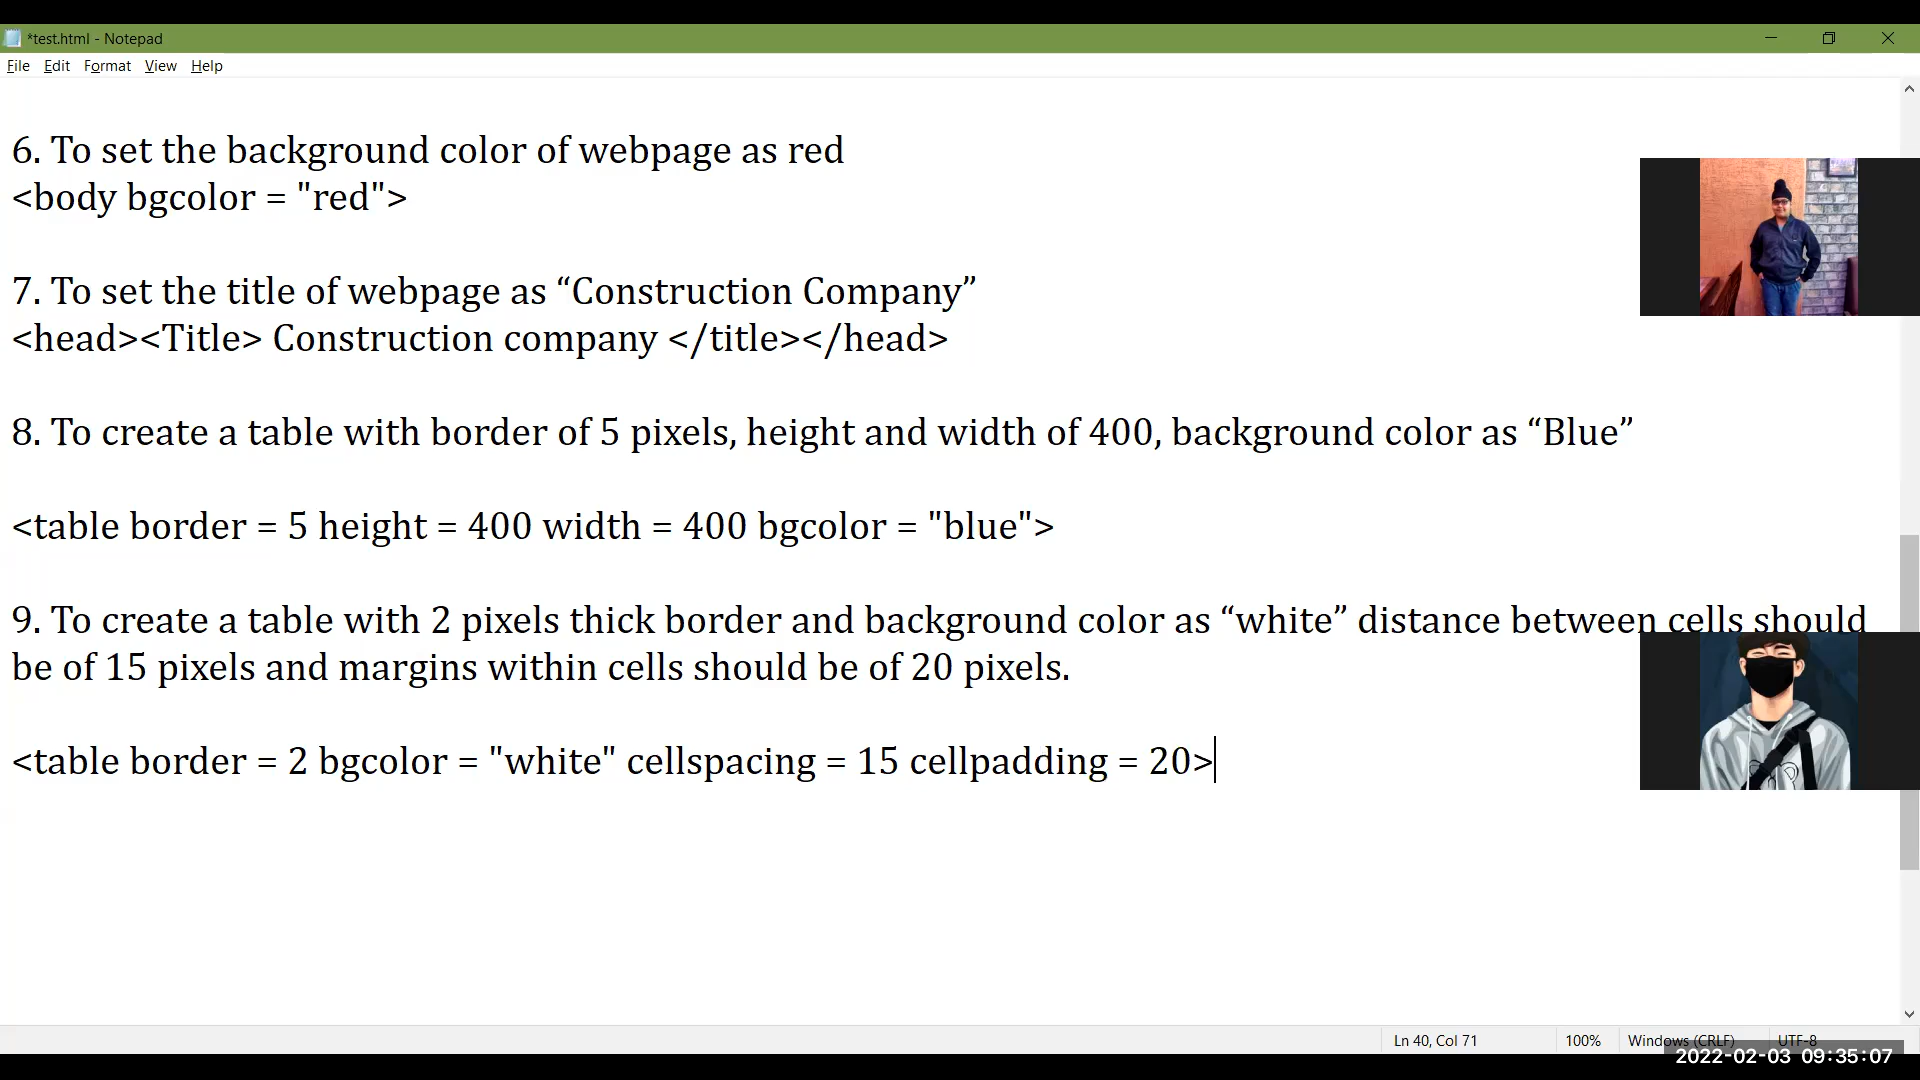 *test.html - Notepad
File Edit Format View Help
6. To set the background color of webpage as red
<body bgcolor = "red">
7. To set the title of webpage as “Construction Company”
<head><Title> Construction company </title></head>
8. To create a table with border of 5 pixels, height and width of 400, background color as “Blue”
<table border = 5 height = 400 width = 400 bgcolor = "blue">
9. To create a table with 2 pixels thick border and background color as “white” distance between cells should
be of 15 pixels and margins within cells should be of 20 pixels.
<table border = 2 bgcolor = "white" cellspacing = 15 cellpadding = 20>
Ln 40, Col 71 100% Windows (CRLF) UTF-8
2022-02-03 09:35:07